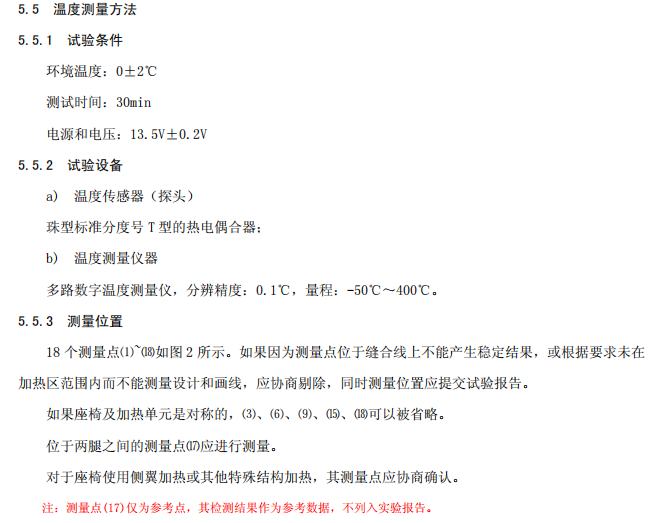 5.5 温度测量方法
5.5.1 试验条件
环境温度：0±2℃
测试时间：30min
电源和电压：13.5V±0.2V
5.5.2 试验设备
a) 温度传感器（探头）
珠型标准分度号 T 型的热电偶合器；
b) 温度测量仪器
多路数字温度测量仪，分辨精度：0.1℃，量程：-50℃～400℃。
5.5.3 测量位置
18 个测量点⑴~⒅如图 2 所示。如果因为测量点位于缝合线上不能产生稳定结果，或根据要求未在
加热区范围内而不能测量设计和画线，应协商剔除，同时测量位置应提交试验报告。
如果座椅及加热单元是对称的，⑶、⑹、⑼、⒂、⒅可以被省略。
位于两腿之间的测量点⒄应进行测量。
对于座椅使用侧翼加热或其他特殊结构加热，其测量点应协商确认。
注：测量点(17)仅为参考点，其检测结果作为参考数据，不列入实验报告。